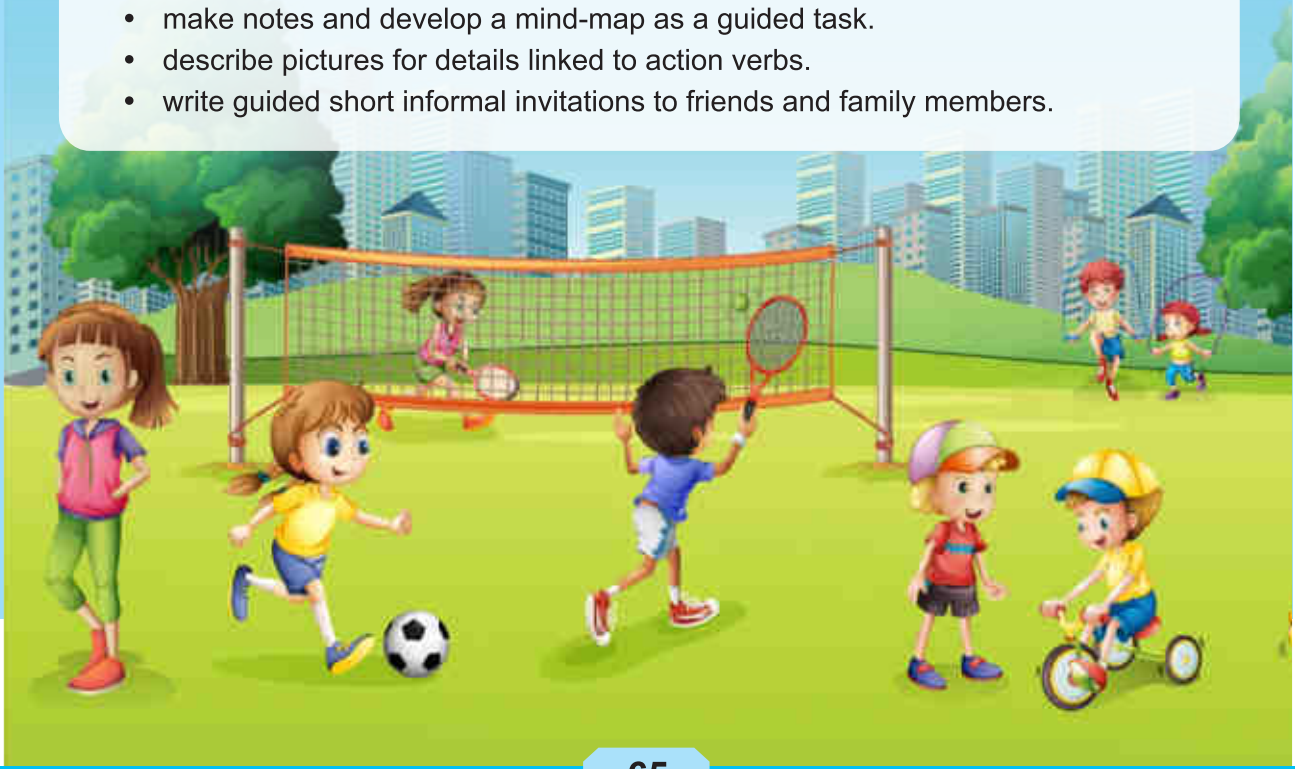 • make notes and develop a mind-map as a guided task.
• describe pictures for details linked to action verbs.
• write guided short informal invitations to friends and family members.